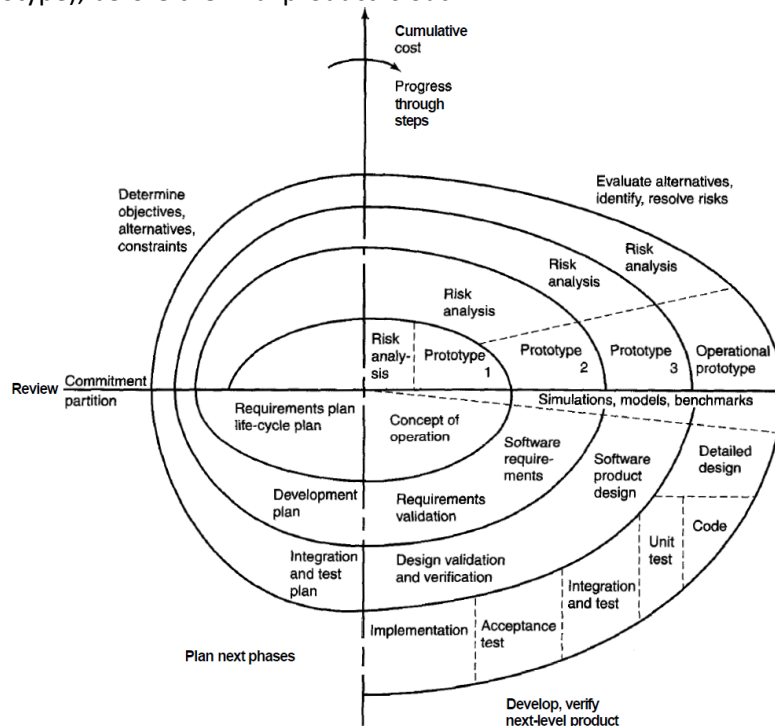 Cumulative
cost
Progress
through
steps
Determine
objectives,
alternatives,
constraints
Evaluate alternatives,
identify, resolve risks
Risk
analysis
Risk
analysis
Risk
analysis
Risk
analy-
sis
Prototype
1
Prototype
2
Prototype
3
Operational
prototype
Review
Commitment
partition
Simulations, models, benchmarks
Requirements plan
life-cycle plan
Concept of
operation
Software
require-
ments
Software
product
design
Detailed
design
Development
plan
Requirements
validation
Integration
and test
plan
Design validation
and verification
Unit
test
Code
Integration
and test
Implementation
Acceptance
test
Plan next phases
Develop, verify
next-level product